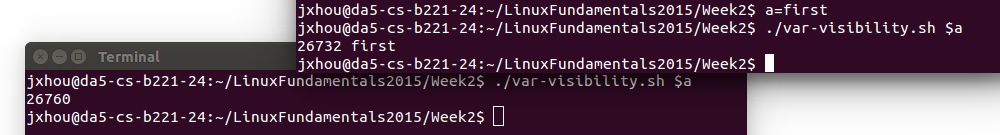 jxhou@da5-cs-b221-24:~/LinuxFundamentals2015/Week2$ a=first
jxhou@da5-cs-b221-24:~/LinuxFundamentals2015/Week2$ ./var-visibility.sh $a
26732 first
jxhou@da5-cs-b221-24:~/LinuxFundamentals2015/Week2$
Terminal
jxhou@da5-cs-b221-24:~/LinuxFundamentals2015/Week2$ ./var-visibility.sh $a
26760
jxhou@da5-cs-b221-24:~/LinuxFundamentals2015/Week2$